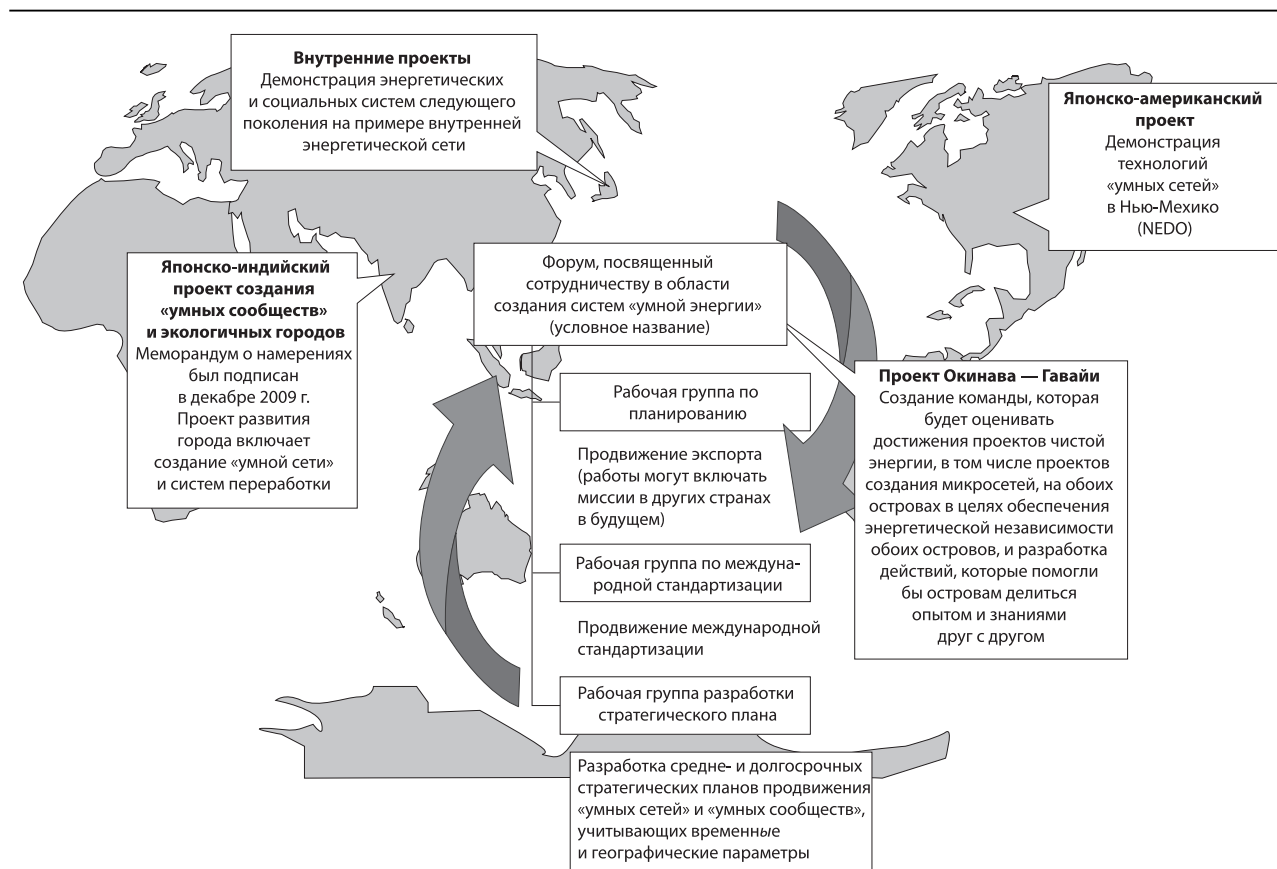 Внутренние проекты
Демонстрация энергетических
и социальных систем следующего
поколения на примере внутренней
энергетической сети
Японско-американский
проект
Демонстрация
технологий
«умных сетей»
в Нью-Мехико
(NEDO)
Японско-индийский
проект создания
«умных сообществ»
и экологичных городов
Меморандум о намерениях
был подписан
в декабре 2009 г.
Проект развития
города включает
создание «умной сети»
и систем переработки
Форум, посвященный
сотрудничеству в области
создания систем «умной энергии»
(условное название)
Рабочая группа по
планированию
Продвижение экспорта
(работы могут включать
миссии в других странах
в будущем)
Рабочая группа по междуна-
родной стандартизации
Продвижение международной
стандартизации
Рабочая группа разработки
стратегического плана
Разработка средне- и долгосрочных
стратегических планов продвижения
«умных сетей» и «умных сообществ»,
учитывающих временные
и географические параметры
Проект Окинава — Гавайи
Создание команды, которая
будет оценивать
достижения проектов чистой
энергии, в том числе проектов
создания микросетей, на обоих
островах в целях обеспечения
энергетической независимости
обоих островов, и разработка
действий, которые помогли
бы островам делиться
опытом и знаниями
друг с другом